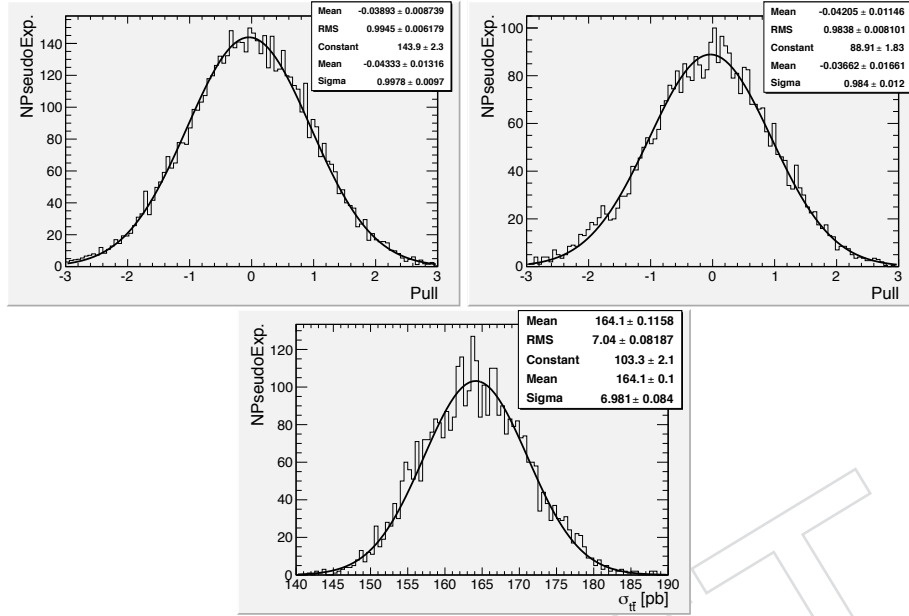 Mean -0.03893 ± 0.008739
RMS 0.9945 ± 0.006179
Constant 143.9 ± 2.3
Mean -0.04333 ± 0.01316
Sigma 0.9978 ± 0.0097
NPseudoExp.
140
120
100
80
60
40
20
0
-3 -2 -1 0 1 2 3
Pull
Mean -0.04205 ± 0.01146
RMS 0.9838 ± 0.008101
Constant 88.91 ± 1.83
Mean -0.03662 ± 0.01661
Sigma 0.984 ± 0.012
NPseudoExp.
100
80
60
40
20
0
-3 -2 -1 0 1 2 3
Pull
Mean 164.1 ± 0.1158
RMS 7.04 ± 0.08187
Constant 103.3 ± 2.1
Mean 164.1 ± 0.1
Sigma 6.981 ± 0.084
NPseudoExp.
120
100
80
60
40
20
0
140 145 150 155 160 165 170 175 180 185 190
σtt̄ [pb]